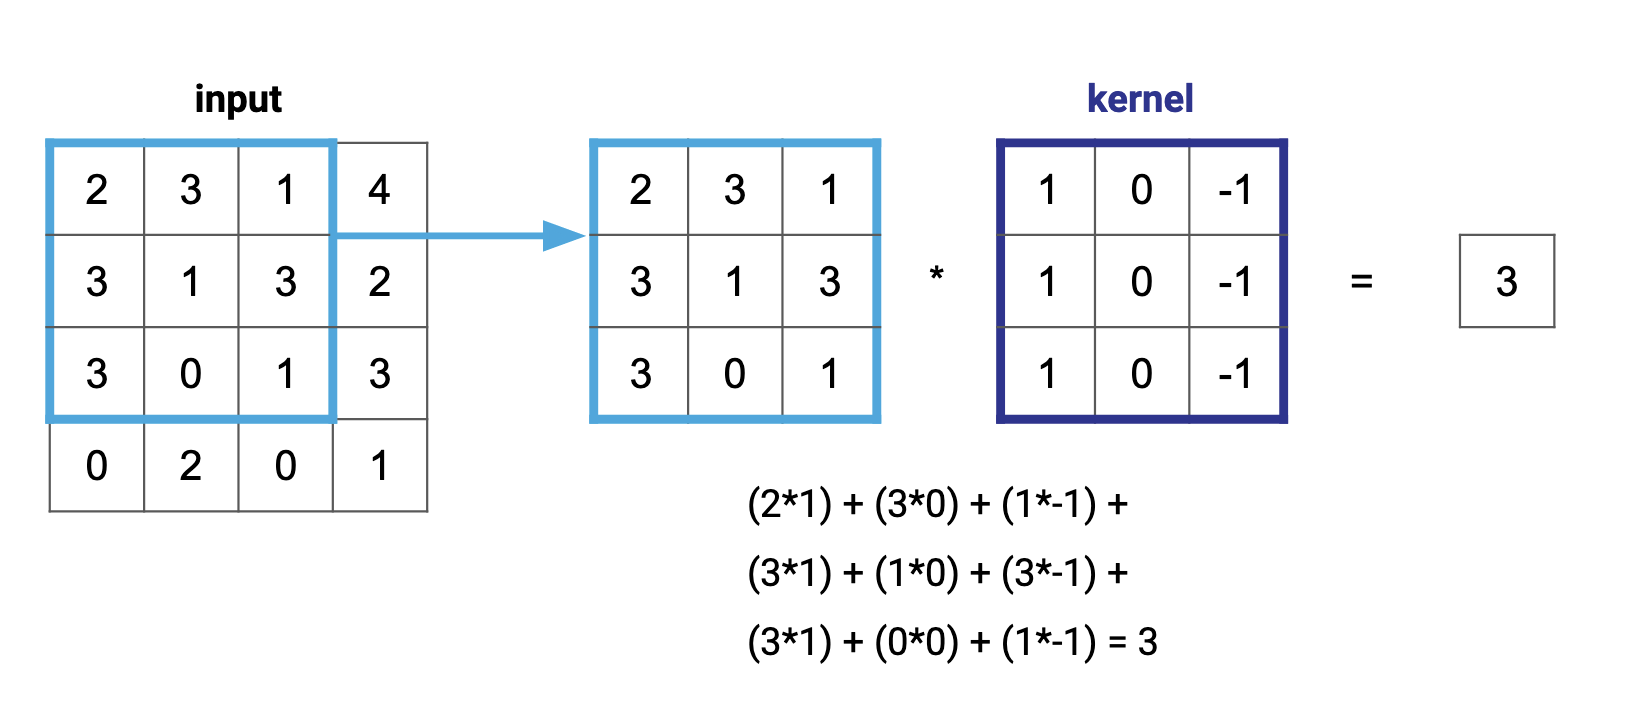 input kernel
2 3 1 4 2 3 1 1 0 -1
3 1 3 2 3 1 3 * 1 0 -1 = 3
3 0 1 3 3 0 1 1 0 -1
0 2 0 1
(2*1) + (3*0) + (1*-1) +
(3*1) + (1*0) + (3*-1) +
(3*1) + (0*0) + (1*-1) = 3